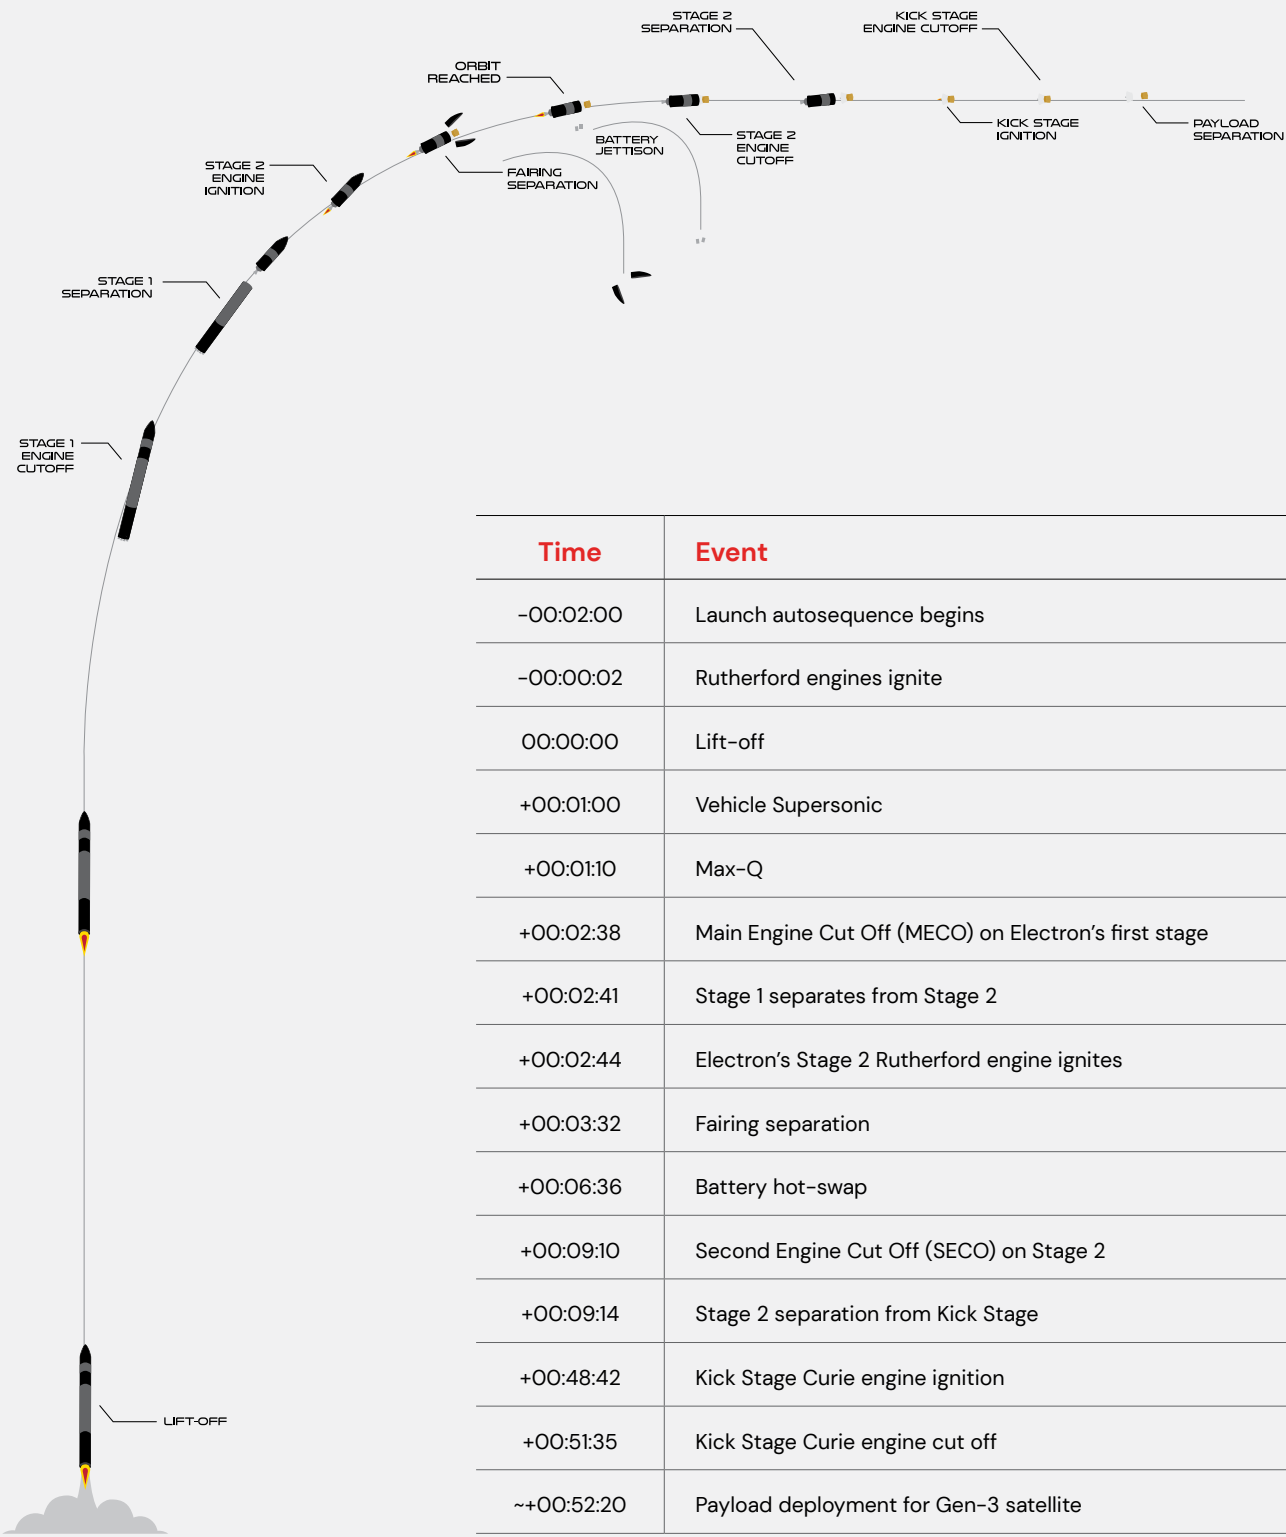 STAGE 2
SEPARATION
KICK STAGE
ENGINE CUTOFF
ORBIT
REACHED
KICK STAGE
IGNITION
PAYLOAD
SEPARATION
BATTERY
JETTISON
STAGE 2
ENGINE
CUTOFF
STAGE 2
ENGINE
IGNITION
FAIRING
SEPARATION
STAGE 1
SEPARATION
STAGE 1
ENGINE
CUTOFF
LIFT-OFF
Time Event
-00:02:00 Launch autosequence begins
-00:00:02 Rutherford engines ignite
00:00:00 Lift-off
+00:01:00 Vehicle Supersonic
+00:01:10 Max-Q
+00:02:38 Main Engine Cut Off (MECO) on Electron’s first stage
+00:02:41 Stage 1 separates from Stage 2
+00:02:44 Electron’s Stage 2 Rutherford engine ignites
+00:03:32 Fairing separation
+00:06:36 Battery hot-swap
+00:09:10 Second Engine Cut Off (SECO) on Stage 2
+00:09:14 Stage 2 separation from Kick Stage
+00:48:42 Kick Stage Curie engine ignition
+00:51:35 Kick Stage Curie engine cut off
~+00:52:20 Payload deployment for Gen-3 satellite